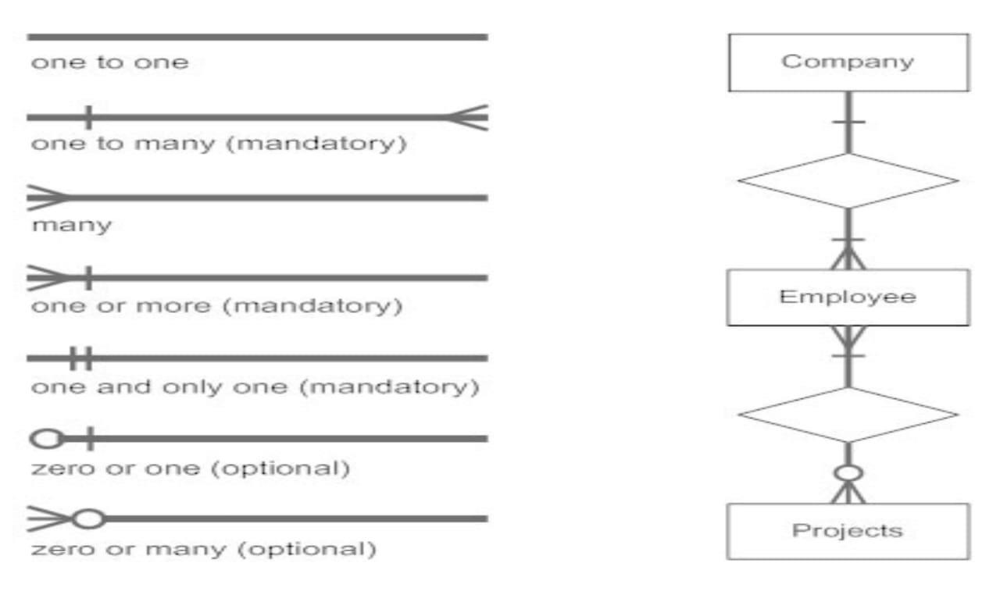 one to one
one to many (mandatory)
many
one or more (mandatory)
one and only one (mandatory)
zero or one (optional)
zero or many (optional)
Company
Employee
Projects